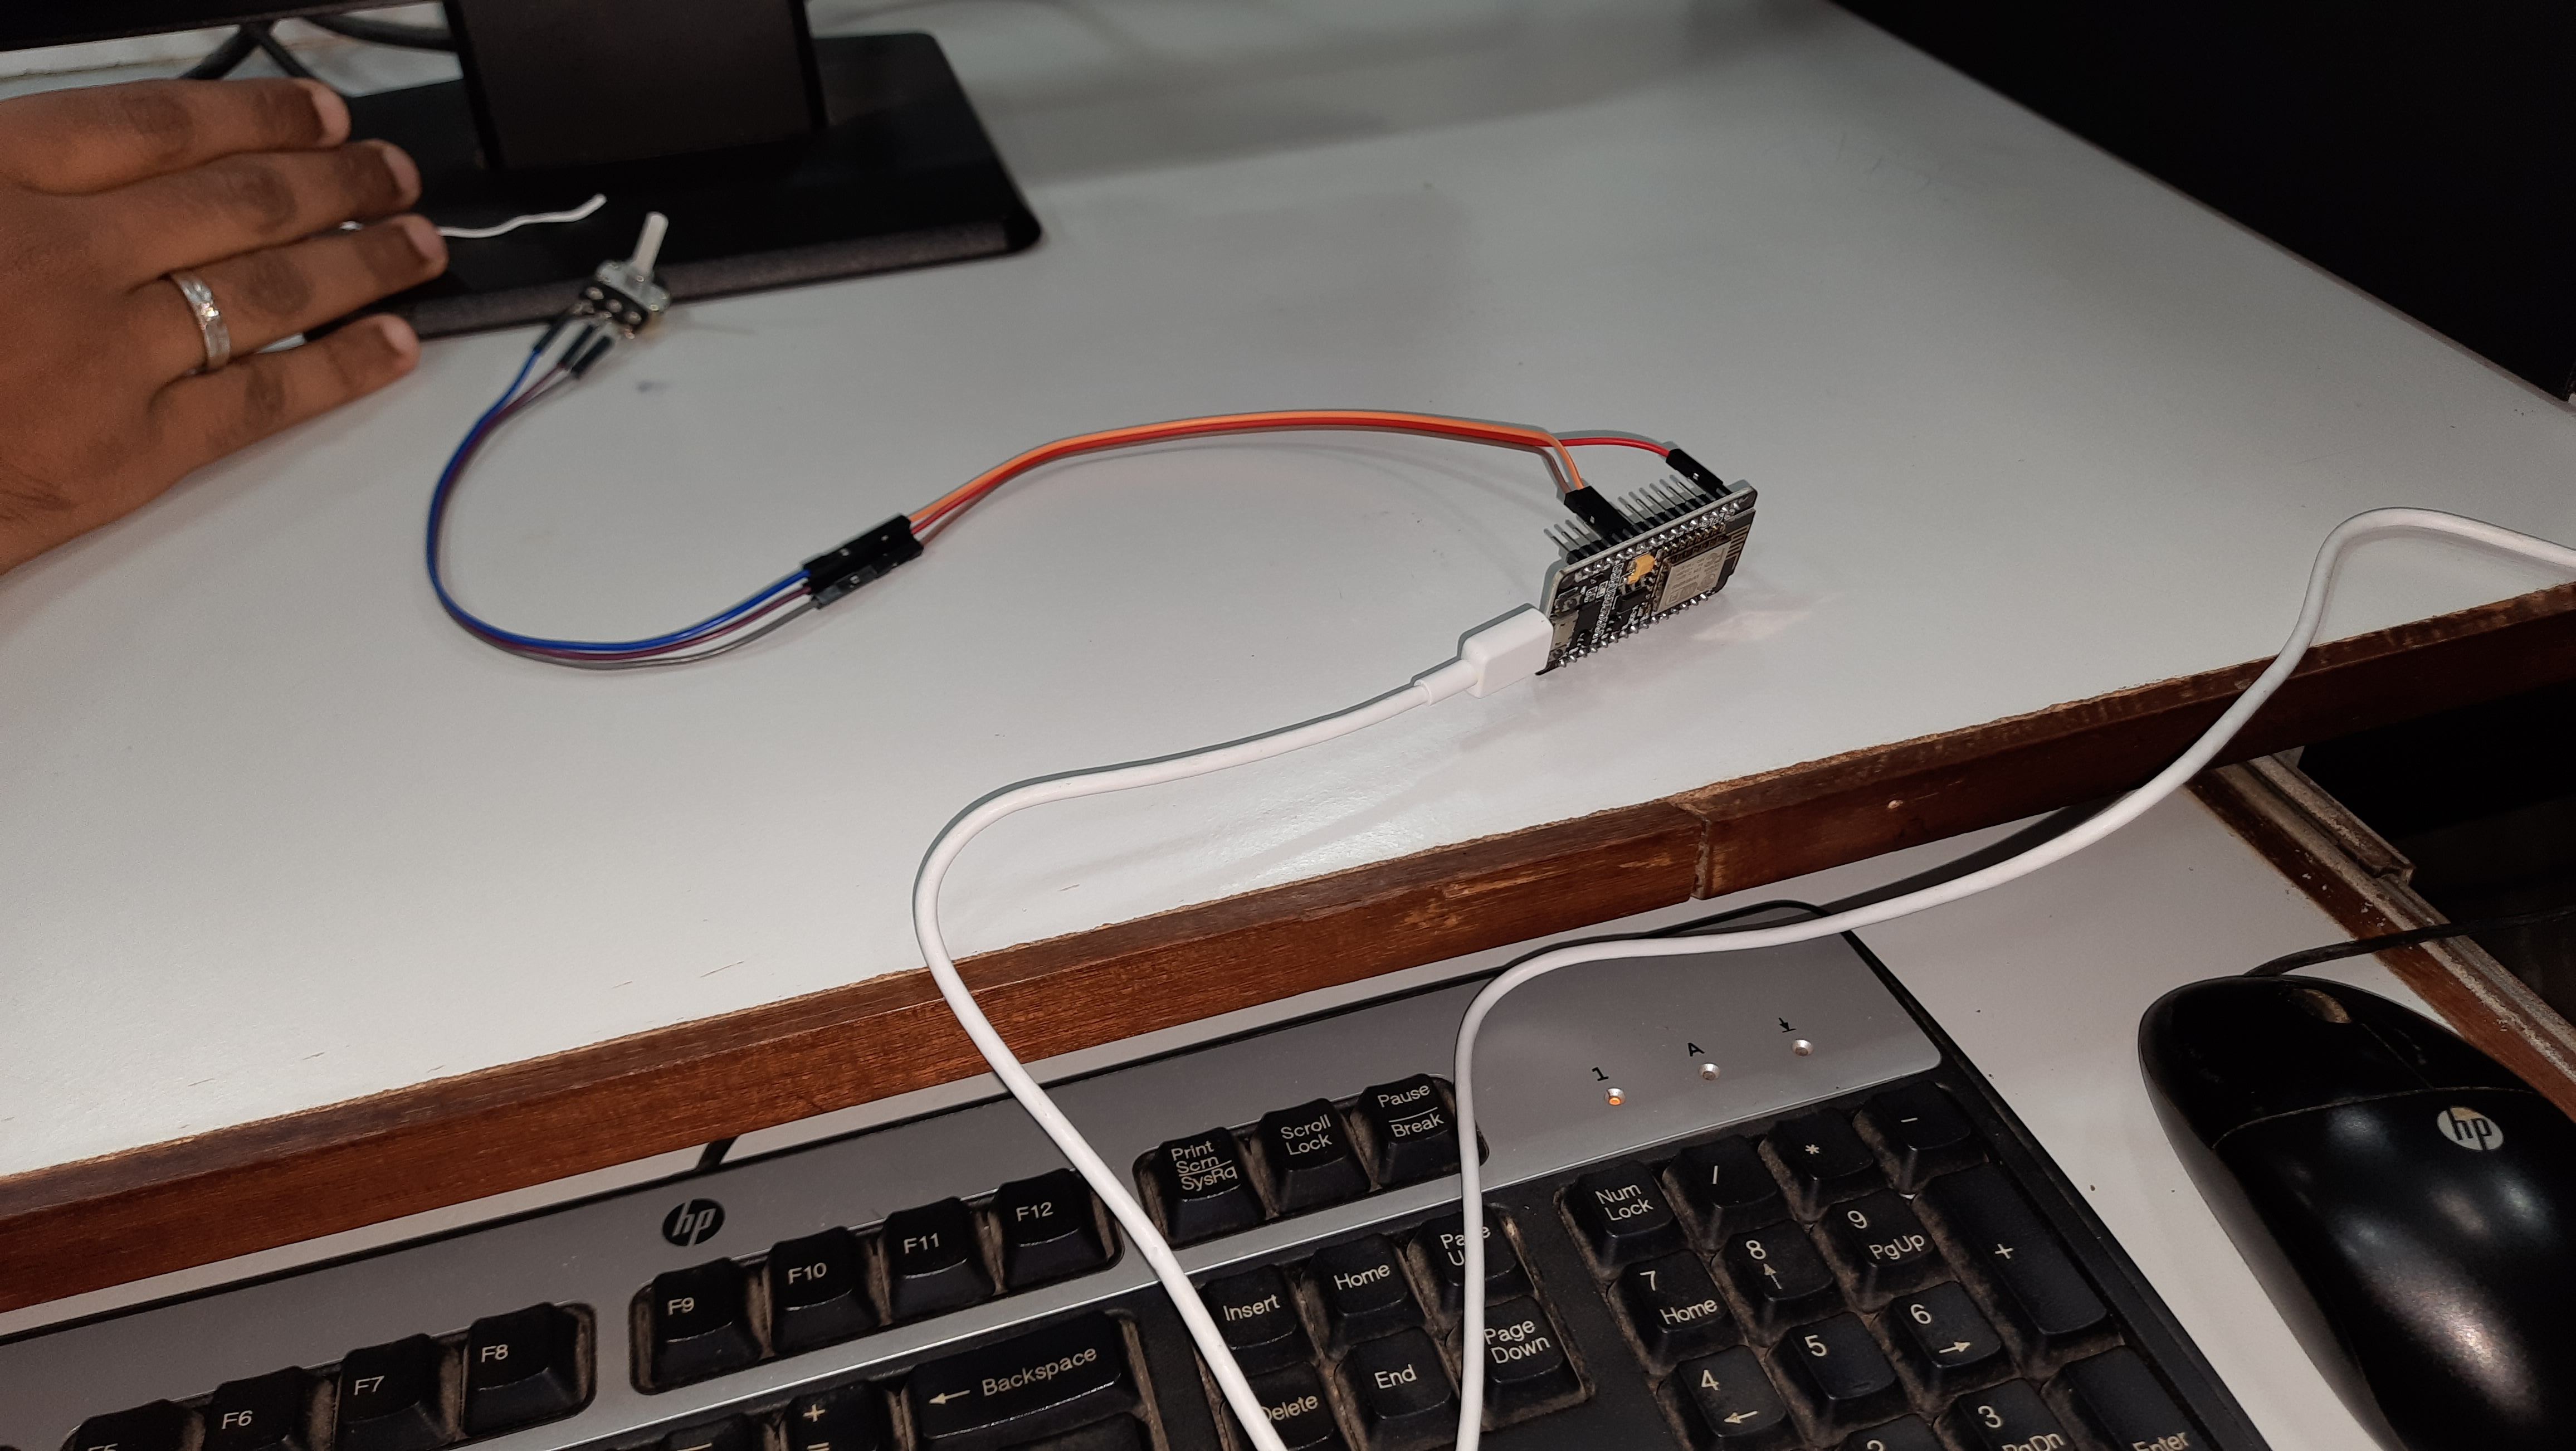 1
A
Pause
Break
Scroll
Lock
Print
Scrn
SysRq
hp
hp
F12
F11
F10
F9
F8
F7
F6
Num
Lock
/
*
-
Insert
Home
Page
7
Home
8
9
PgUp
+
← Backspace
+
=
Delete
End
Page
Down
4
←
5
6
→
3
PgDn
Enter